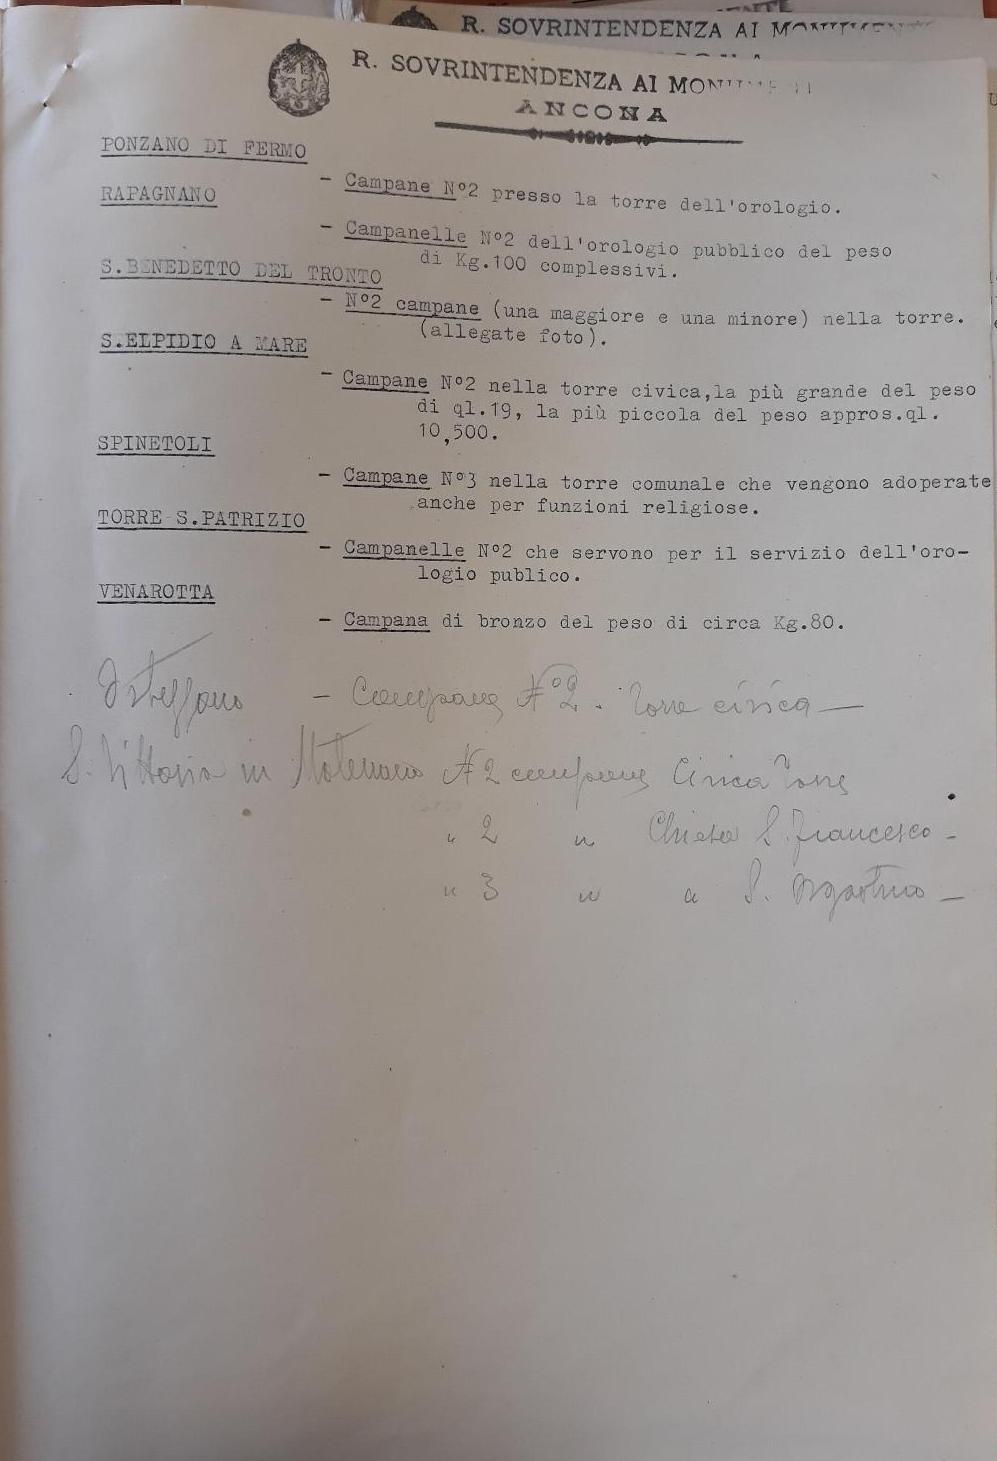 R. SOVRINTENDENZA AI
R. SOVRINTENDENZA AI
ANCONA
PONZANO DI FERMO
- Campane N°2 presso la torre dell'orologio.
RAPAGNANO
- Campanelle N°2 dell'orologio pubblico del peso
di Kg.100 complessivi.
S.BENEDETTO DEL TRONTO
- N°2 campane (una maggiore e una minore) nella torre.
(allegate foto).
S.ELPIDIO A MARE
- Campane N°2 nella torre civica,la più grande del peso
di ql.19, la più piccola del peso appros.ql.
10,500.
SPINETOLI
- Campane N°3 nella torre comunale che vengono adoperate
anche per funzioni religiose.
TORRE S.PATRIZIO
- Campanelle N°2 che servono per il servizio dell'oro-
logio publico.
VENAROTTA
- Campana di bronzo del peso di circa Kg.80.
- Campane N°2. Torre civica -
S. Vittoria in Matenano N 2 campane Civica Torre
" 2 " Chiesa S. Francesco -
" 3 " " S. Agostino -